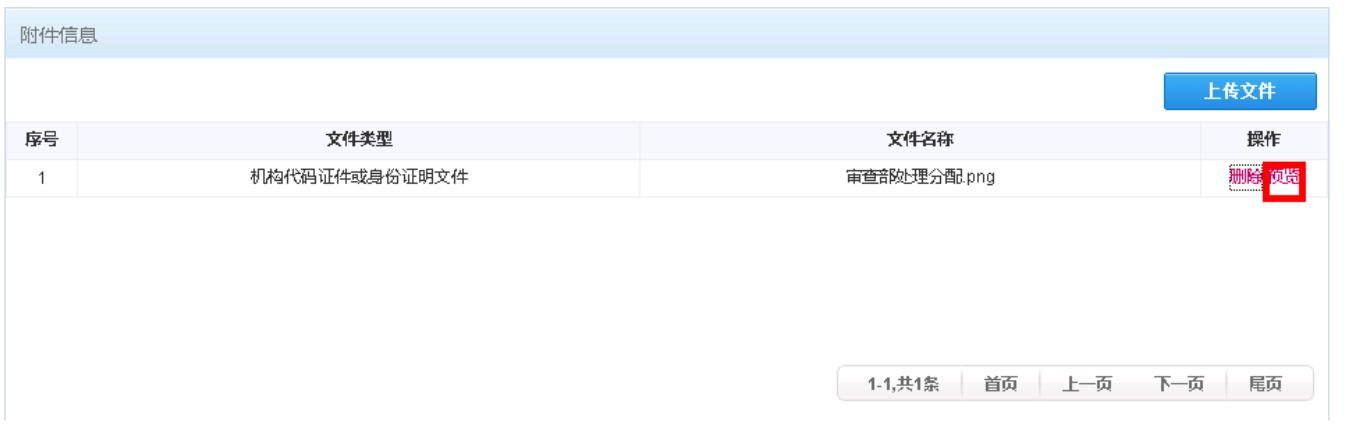 附件信息
上传文件
序号 文件类型 文件名称 操作
1 机构代码证件或身份证明文件 审查部处理分配.png 删除 预览
1-1,共1条 首页 上一页 下一页 尾页